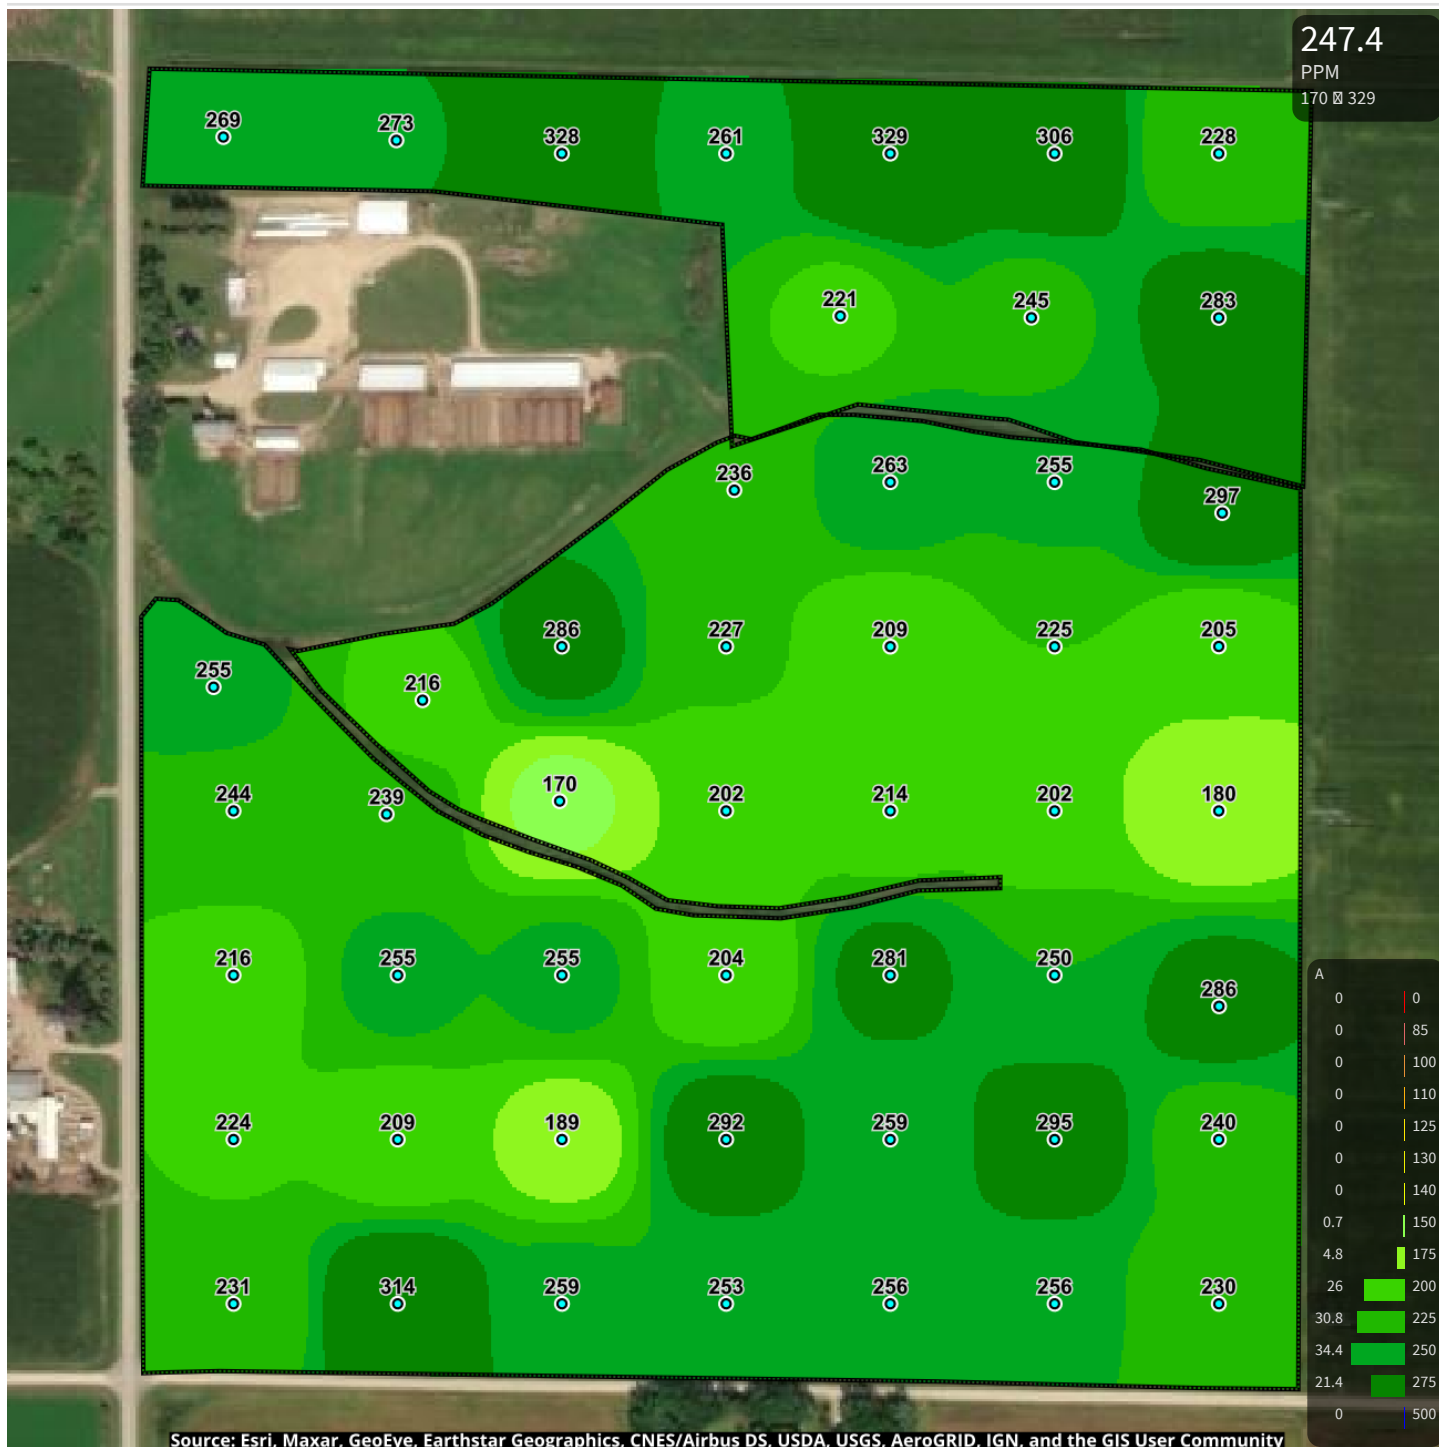 247.4
PPM
170 329
269 273 328 261 329 306 228
221 245 283
236 263 255 297
286 227 209 225 205
255 216
244 239 170 202 214 202 180
216 255 255 204 281 250 286
224 209 189 292 259 295 240
231 314 259 253 256 256 230
A
0 0
0 85
0 100
0 110
0 125
0 130
0 140
0.7 150
4.8 175
26 200
30.8 225
34.4 250
21.4 275
0 500
Source: Esri, Maxar, GeoEye, Earthstar Geographics, CNES/Airbus DS, USDA, USGS, AeroGRID, IGN, and the GIS User Community